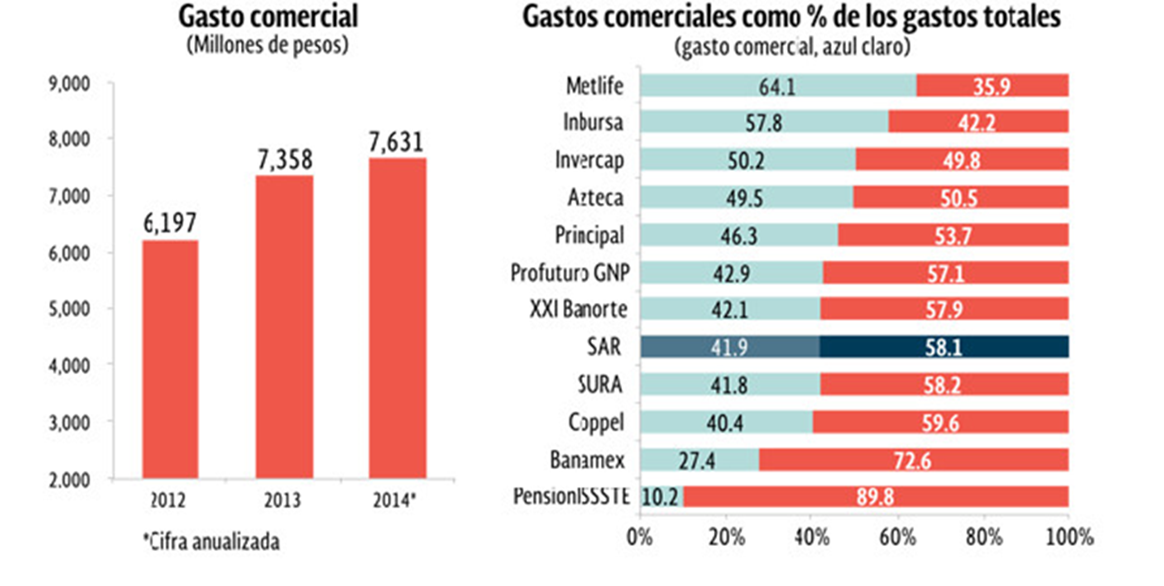 Gasto comercial
(Millones de pesos)
9,000
8,000
7,000
6,000
5,000
4,000
3,000
2.000
6,197
7,358
7,631
2012
2013
2014*
*Cifra anualizada
Gastos comerciales como % de los gastos totales
(gasto comercial, azul claro)
Metlife 64.1 35.9
Inbursa 57.8 42.2
Invercap 50.2 49.8
Azteca 49.5 50.5
Principal 46.3 53.7
Profuturo GNP 42.9 57.1
XXI Banorte 42.1 57.9
SAR 41.9 58.1
SURA 41.8 58.2
Coppel 40.4 59.6
Banamex 27.4 72.6
PensionISSSTE 10.2 89.8
0% 20% 40% 60% 80% 100%